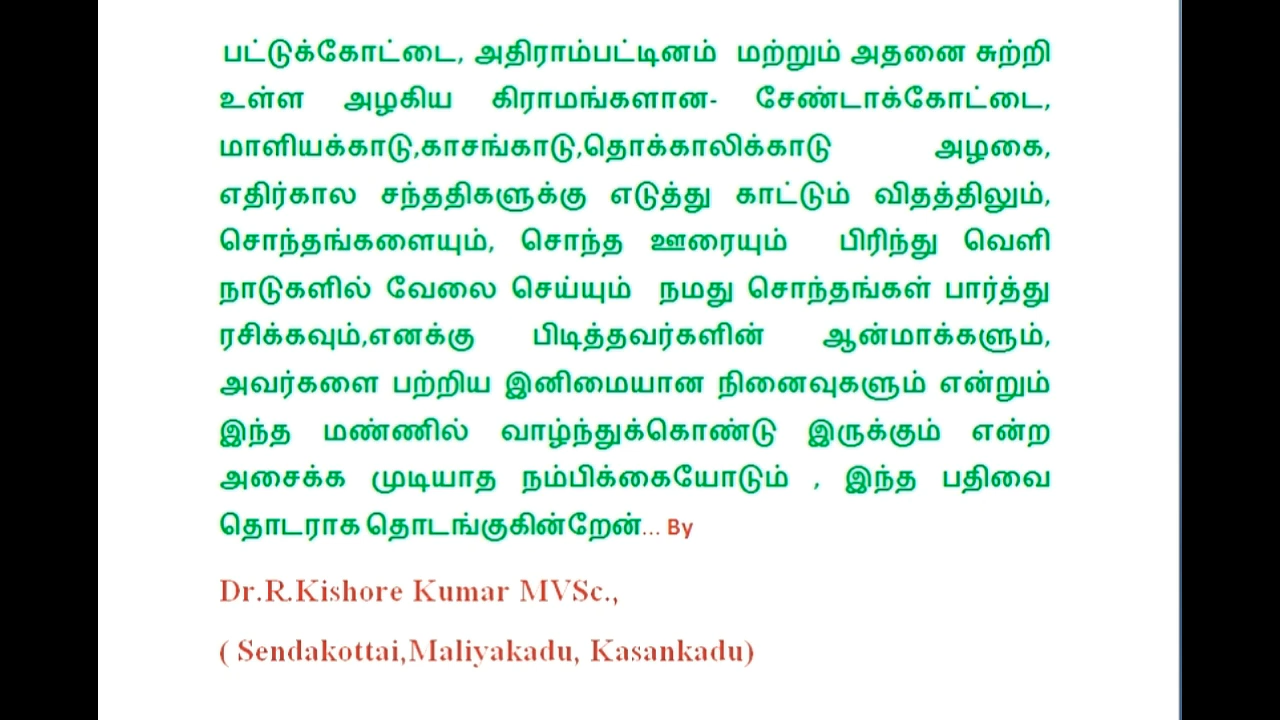 பட்டுக்கோட்டை, அதிராம்பட்டினம் மற்றும் அதனை சுற்றி
உள்ள அழகிய கிராமங்களான- சேண்டாக்கோட்டை,
மாளியக்காடு,காசங்காடு,தொக்காலிக்காடு அழகை,
எதிர்கால சந்ததிகளுக்கு எடுத்து காட்டும் விதத்திலும்,
சொந்தங்களையும், சொந்த ஊரையும் பிரிந்து வெளி
நாடுகளில் வேலை செய்யும் நமது சொந்தங்கள் பார்த்து
ரசிக்கவும்,எனக்கு பிடித்தவர்களின் ஆன்மாக்களும்,
அவர்களை பற்றிய இனிமையான நினைவுகளும் என்றும்
இந்த மண்ணில் வாழ்ந்துக்கொண்டு இருக்கும் என்ற
அசைக்க முடியாத நம்பிக்கையோடும் , இந்த பதிவை
தொடராக தொடங்குகின்றேன்... By
Dr.R.Kishore Kumar MVSc.,
( Sendakottai,Maliyakadu, Kasankadu)